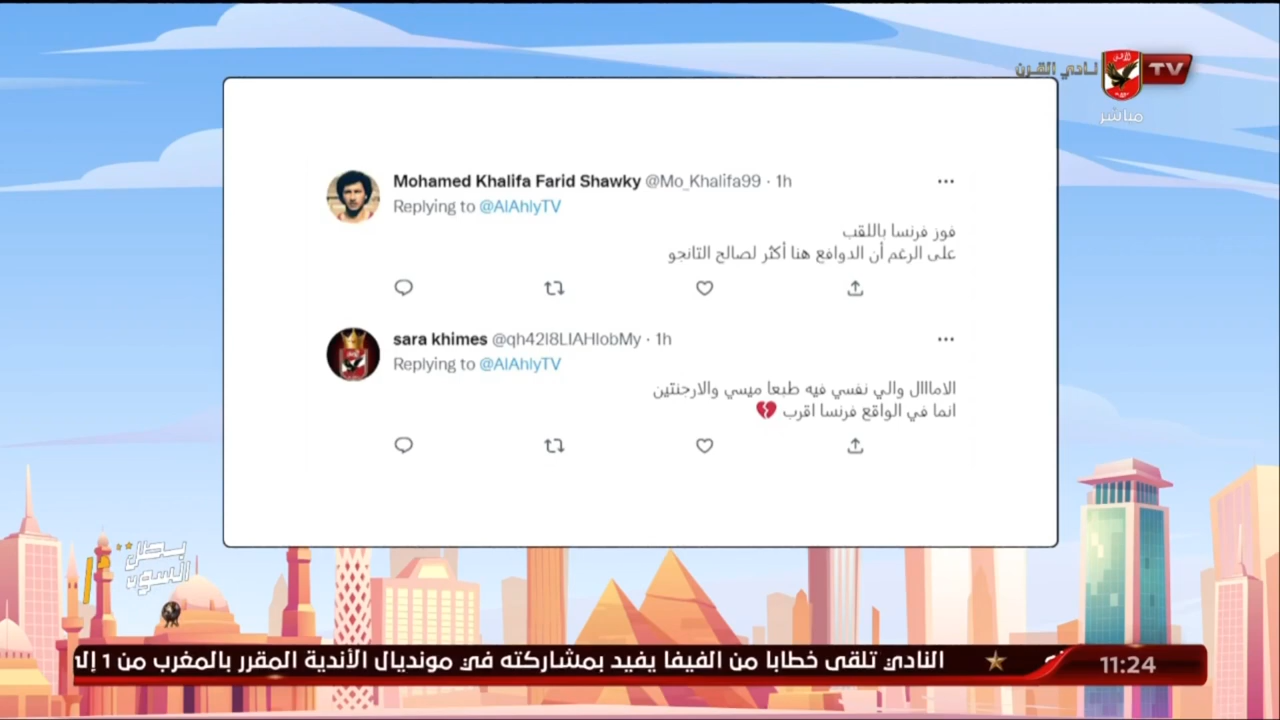 نادي القرن
TV
مباشر
Mohamed Khalifa Farid Shawky @Mo_Khalifa99 · 1h
Replying to @AlAhlyTV
فوز فرنسا باللقب
على الرغم أن الدوافع هنا أكثر لصالح التانجو
sara khimes @qh42l8LIAHlobMy · 1h
Replying to @AlAhlyTV
الامااال والي نفسي فيه طبعا ميسي والارجنتين
انما في الواقع فرنسا اقرب 💔
النادي تلقى خطابا من الفيفا يفيد بمشاركته في مونديال الأندية المقرر بالمغرب من 1
11:24